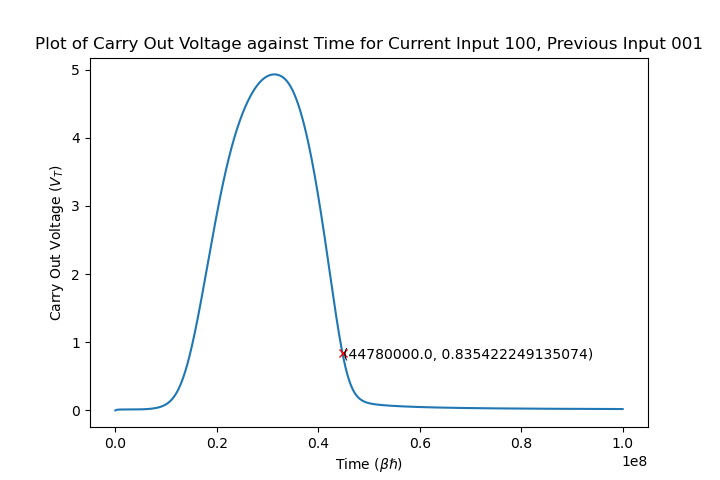 Plot of Carry Out Voltage against Time for Current Input 100, Previous Input 001
5
4
3
2
1
0
Carry Out Voltage (V_T)
(44780000.0, 0.835422249135074)
0.0 0.2 0.4 0.6 0.8 1.0
1e8
Time (βℏ)